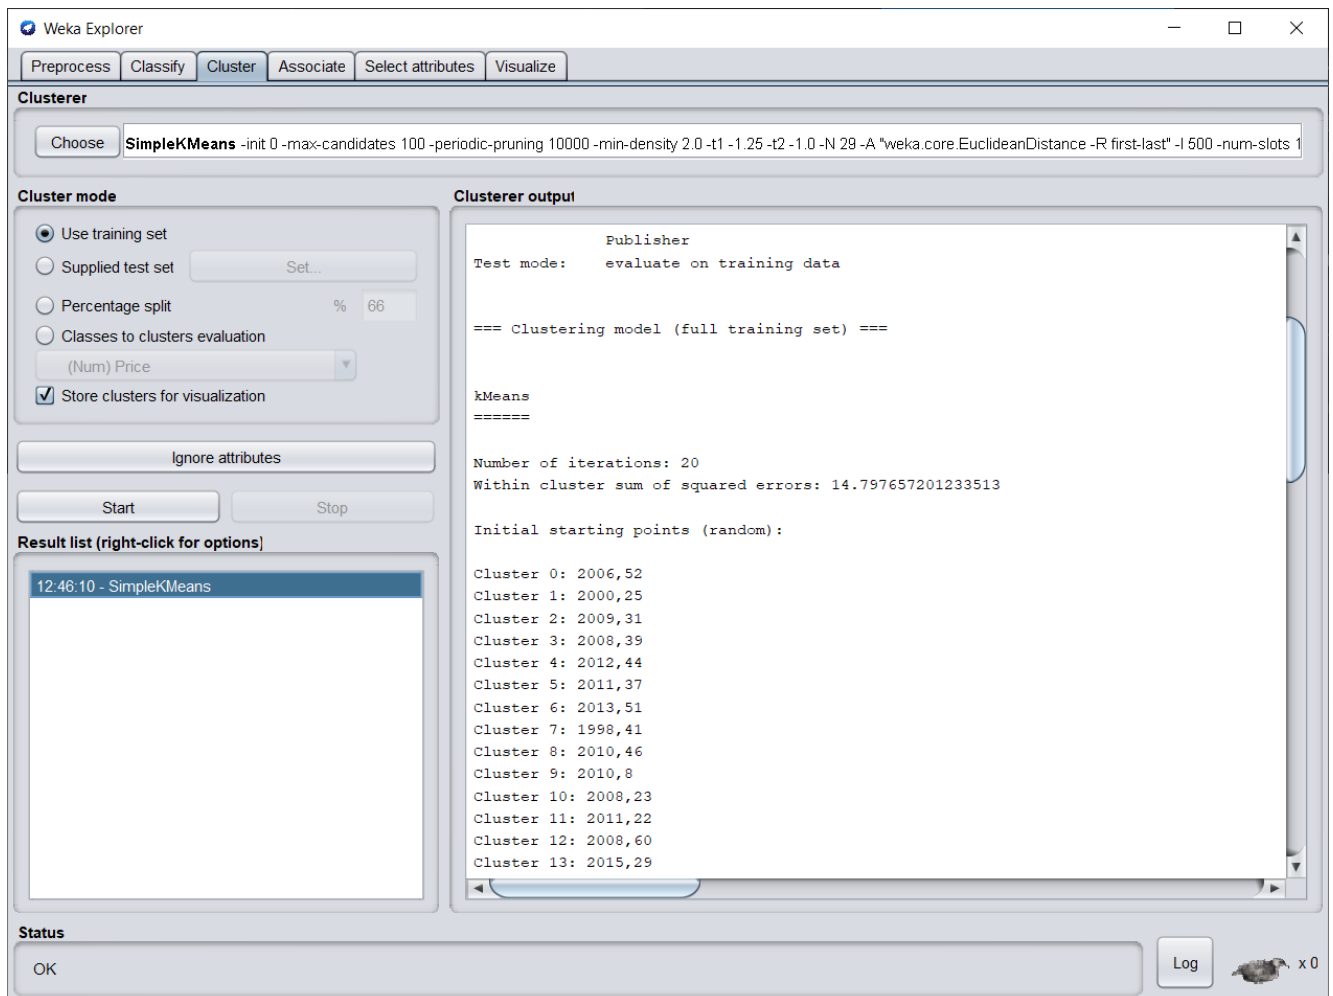 Weka Explorer
Preprocess Classify Cluster Associate Select attributes Visualize
Clusterer
Choose SimpleKMeans -init 0 -max-candidates 100 -periodic-pruning 10000 -min-density 2.0 -t1 -1.25 -t2 -1.0 -N 29 -A "weka.core.EuclideanDistance -R first-last" -I 500 -num-slots 1
Cluster mode
Use training set
Supplied test set Set...
Percentage split % 66
Classes to clusters evaluation
(Num) Price
Store clusters for visualization
Ignore attributes
Start Stop
Result list (right-click for options)
12:46:10 - SimpleKMeans
Clusterer output
Publisher
Test mode: evaluate on training data
=== Clustering model (full training set) ===
kMeans
======
Number of iterations: 20
Within cluster sum of squared errors: 14.797657201233513
Initial starting points (random):
Cluster 0: 2006,52
Cluster 1: 2000,25
Cluster 2: 2009,31
Cluster 3: 2008,39
Cluster 4: 2012,44
Cluster 5: 2011,37
Cluster 6: 2013,51
Cluster 7: 1998,41
Cluster 8: 2010,46
Cluster 9: 2010,8
Cluster 10: 2008,23
Cluster 11: 2011,22
Cluster 12: 2008,60
Cluster 13: 2015,29
Status
OK
Log x 0